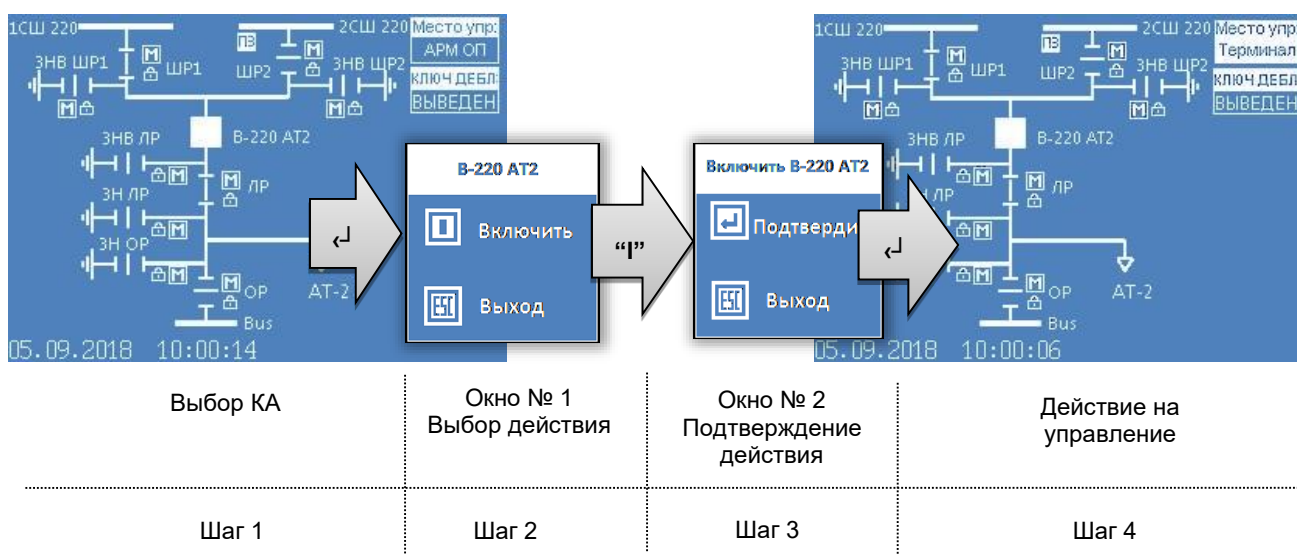 1СШ 220
2СШ 220
Место упр:
АРМ ОП
КЛЮЧ ДЕБЛ:
ВЫВЕДЕН
ПЗ
М
М
ЗНВ ШР1
ШР1
ШР2
ЗНВ ШР2
М
М
ЗНВ ЛР
В-220 АТ2
М
М
ЛР
ЗН ЛР
М
ЗН ОР
М
М
ОР
АТ-2
Bus
05.09.2018 10:00:14
↵
В-220 АТ2
Включить
ESC
Выход
“I”
Включить В-220 АТ2
↵
Подтверди
ESC
Выход
↵
1СШ 220
2СШ 220
Место упр:
Терминал
КЛЮЧ ДЕБЛ
ВЫВЕДЕН
ПЗ
М
М
ЗНВ ШР1
ШР1
ШР2
ЗНВ ШР2
М
М
ЗНВ ЛР
В-220 АТ2
М
М
ЛР
М
М
М
ОР
АТ-2
Bus
05.09.2018 10:00:06
Выбор КА
Окно № 1
Выбор действия
Окно № 2
Подтверждение
действия
Действие на
управление
Шаг 1
Шаг 2
Шаг 3
Шаг 4